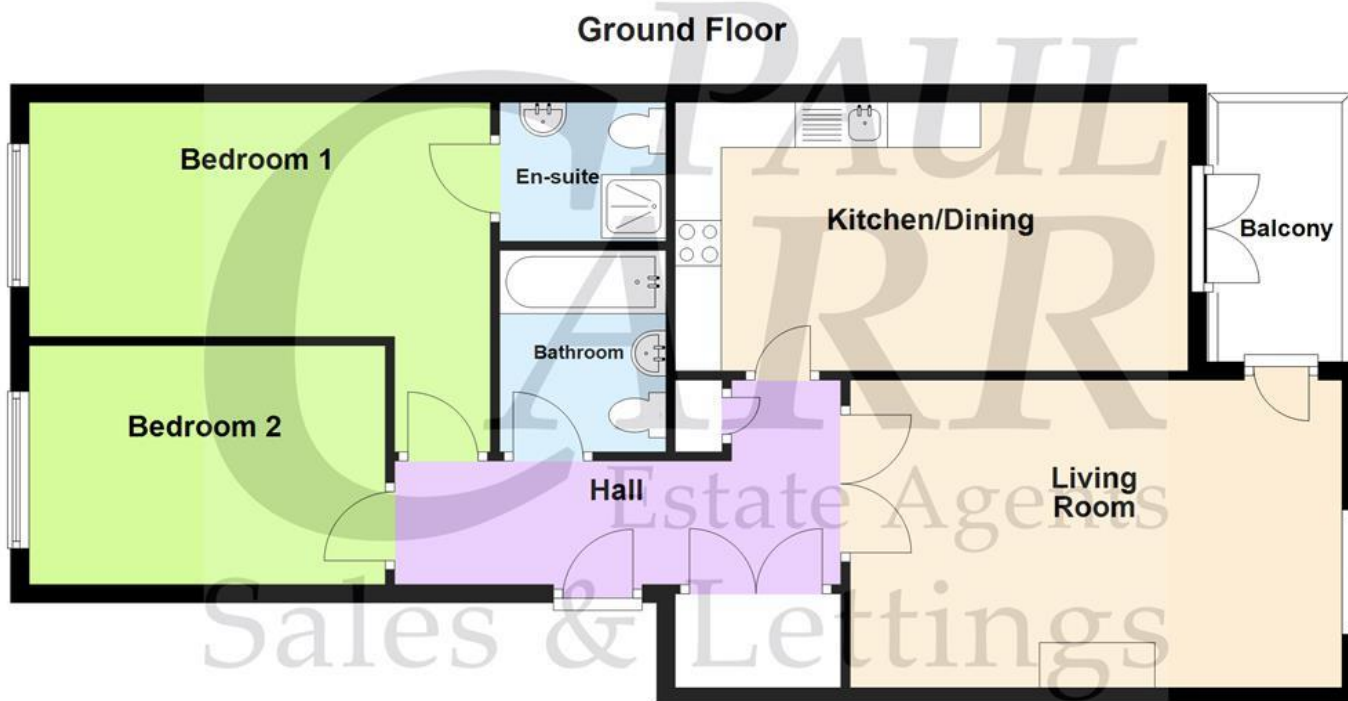 Ground Floor
PAUL
CARR
Estate Agents
Sales & Lettings
Bedroom 1
En-suite
Kitchen/Dining
Balcony
Bathroom
Bedroom 2
Hall
Living
Room